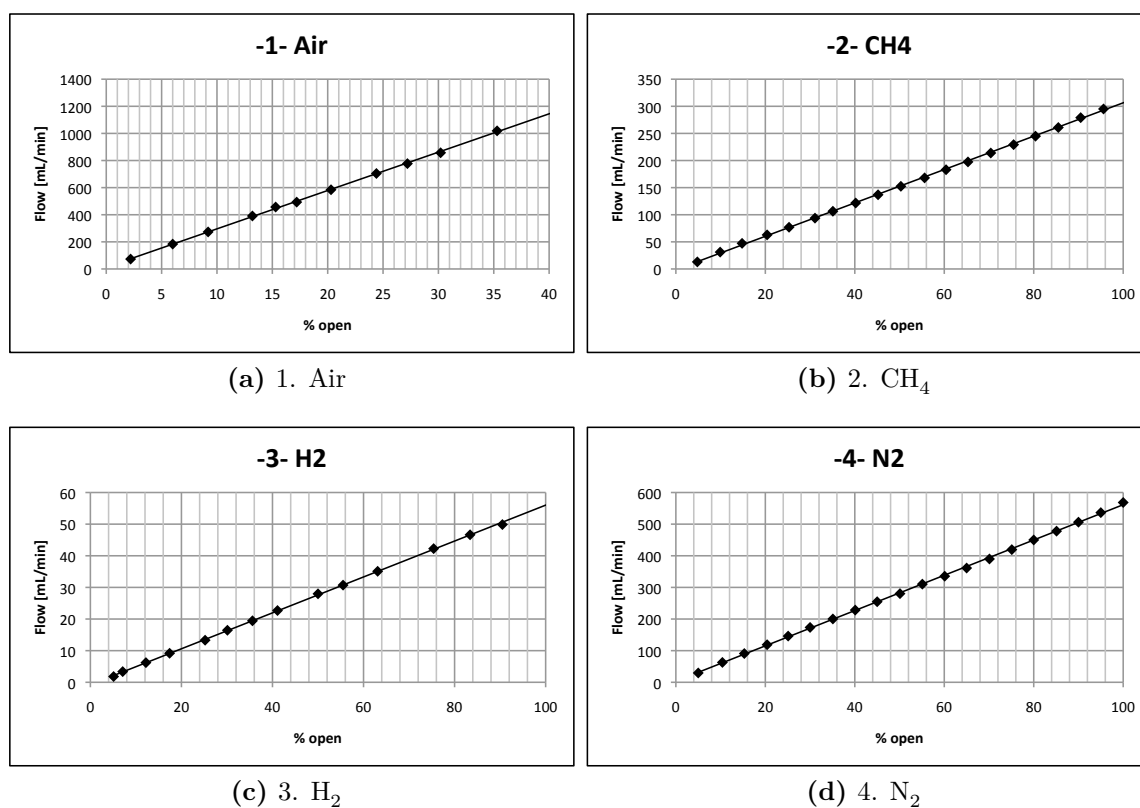 -1- Air
1400
1200
1000
800
600
400
200
0
Flow [mL/min]
0 5 10 15 20 25 30 35 40
% open
(a) 1. Air
-2- CH4
350
300
250
200
150
100
50
0
Flow [mL/min]
0 20 40 60 80 100
% open
(b) 2. CH₄
-3- H2
60
50
40
30
20
10
0
Flow [mL/min]
0 20 40 60 80 100
% open
(c) 3. H₂
-4- N2
600
500
400
300
200
100
0
Flow [mL/min]
0 20 40 60 80 100
% open
(d) 4. N₂